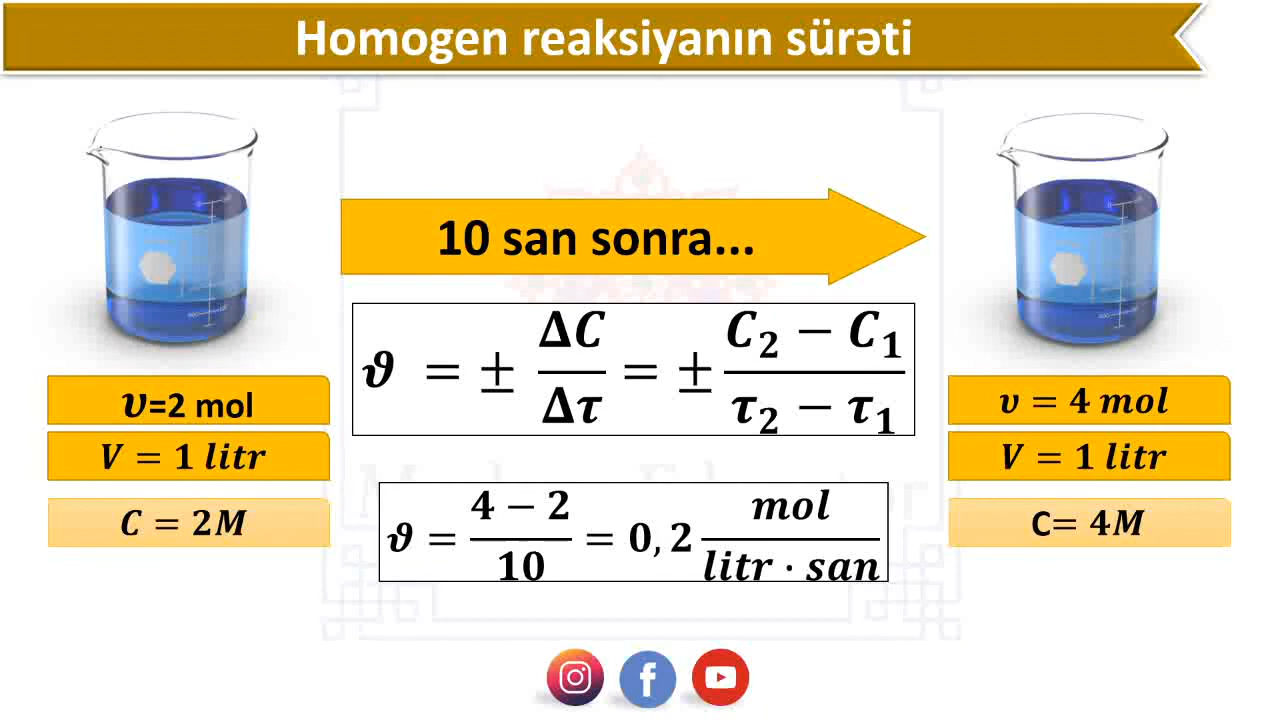 Homogen reaksiyanın sürəti
10 san sonra...
𝝑 = ± ΔC/Δτ = ± (C₂ − C₁)/(τ₂ − τ₁)
υ=2 mol
V = 1 litr
C = 2M
υ = 4 mol
V = 1 litr
C= 4M
𝝑 = (4 − 2)/10 = 0,2 mol/(litr · san)